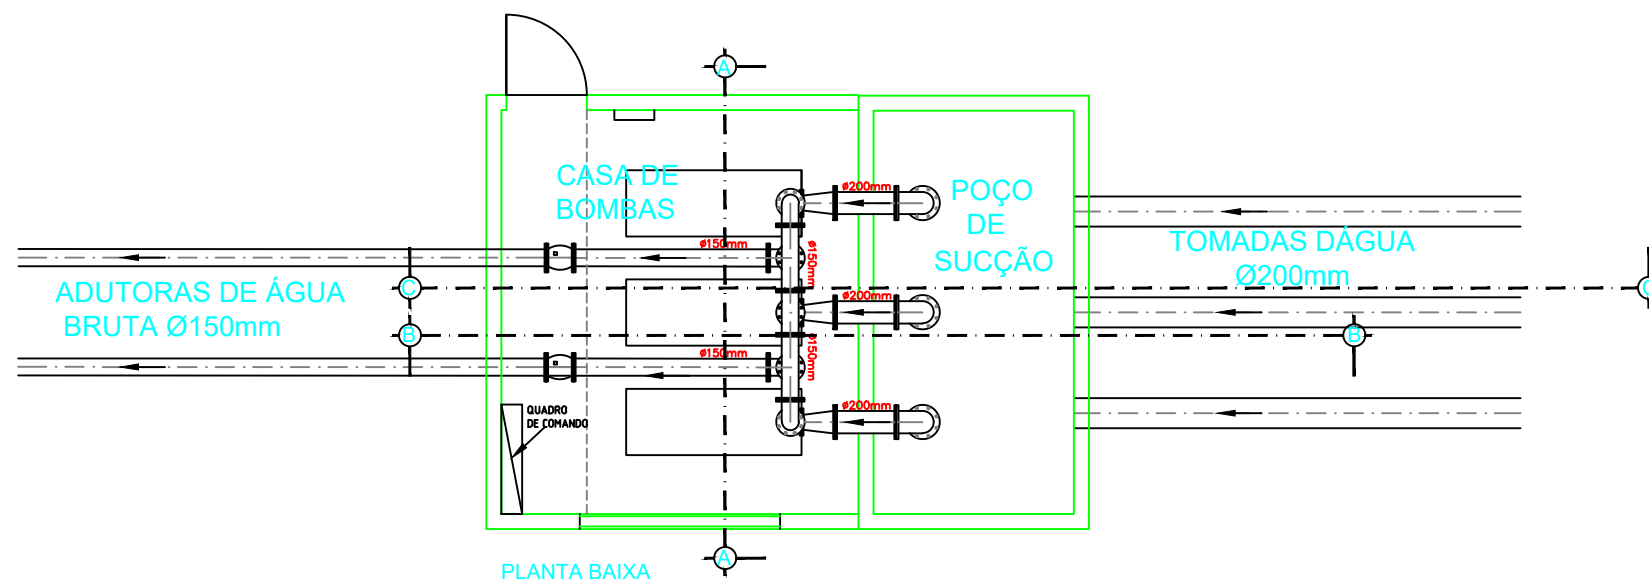 A
CASA DE
BOMBAS
ø200mm
POÇO
DE
SUCÇÃO
TOMADAS DÁGUA
Ø200mm
ø150mm
ø150mm
ADUTORAS DE ÁGUA
BRUTA Ø150mm
C
C
ø200mm
B
B
ø150mm
ø150mm
QUADRO
DE COMANDO
ø200mm
A
PLANTA BAIXA